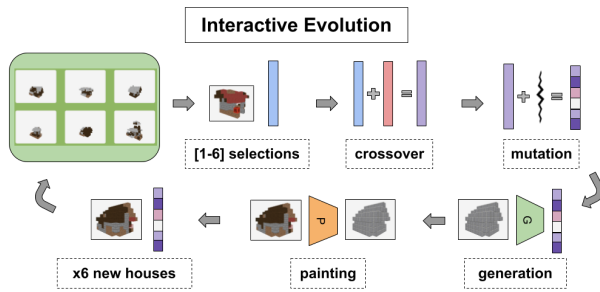 Interactive Evolution
[1-6] selections
crossover
mutation
x6 new houses
P
painting
G
generation